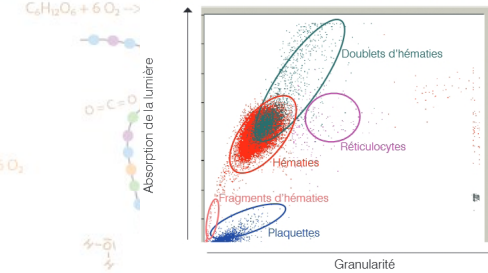 C₆H₁₂O₆ + 6 O₂ -->
O=C=O
6 O₂
Absorption de la lumière
Doublets d'hématies
Réticulocytes
Hématies
Fragments d'hématies
Plaquettes
Granularité